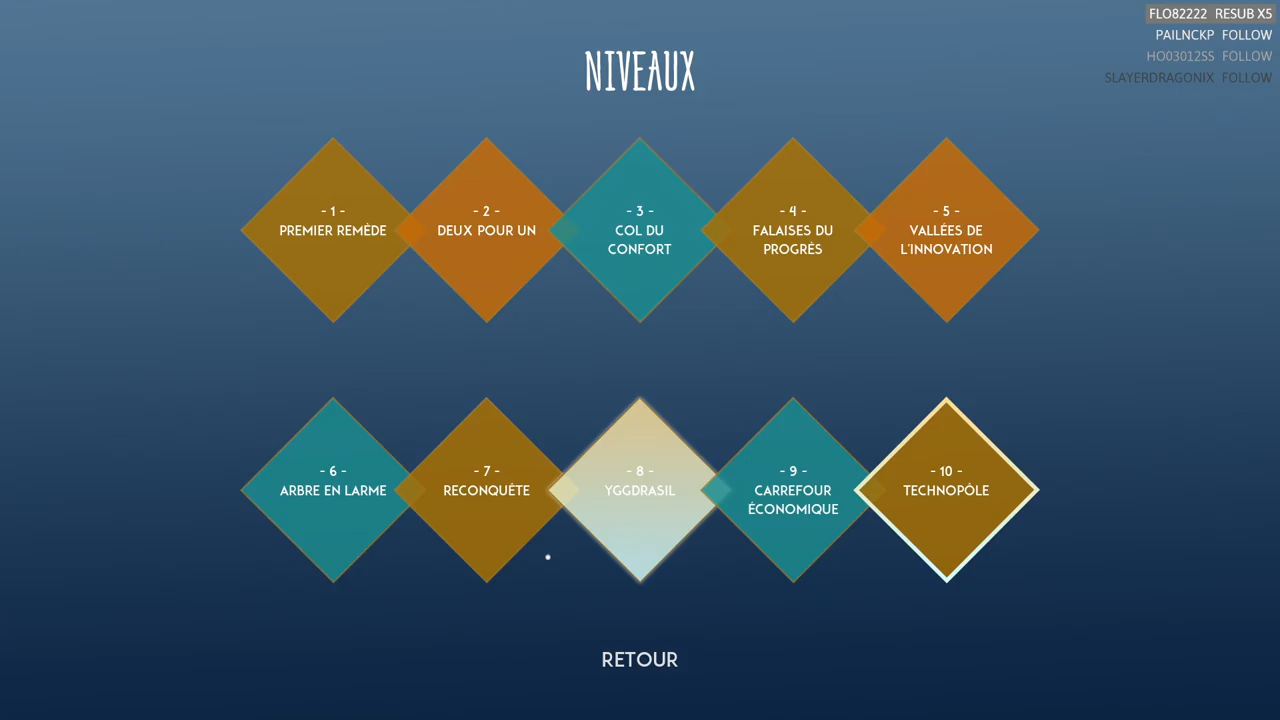 FLO82222 RESUB X5
PAILNCKP FOLLOW
HO03012SS FOLLOW
SLAYERDRAGONIX FOLLOW
NIVEAUX
- 1 -
PREMIER REMÈDE
- 2 -
DEUX POUR UN
- 3 -
COL DU
CONFORT
- 4 -
FALAISES DU
PROGRÈS
- 5 -
VALLÉES DE
L'INNOVATION
- 6 -
ARBRE EN LARME
- 7 -
RECONQUÊTE
- 8 -
YGGDRASIL
- 9 -
CARREFOUR
ÉCONOMIQUE
- 10 -
TECHNOPÔLE
RETOUR